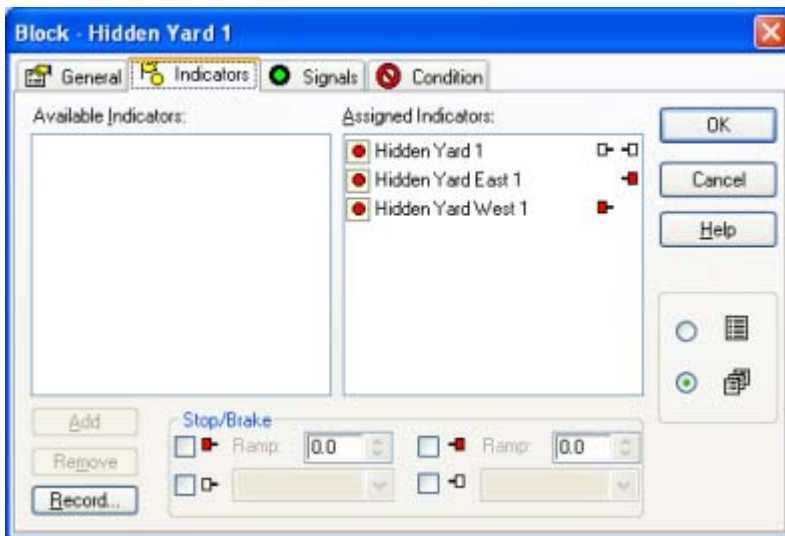 Block - Hidden Yard 1
General Indicators Signals Condition
Available Indicators:
Assigned Indicators:
Hidden Yard 1
Hidden Yard East 1
Hidden Yard West 1
OK
Cancel
Help
Add
Remove
Record...
Stop/Brake
Ramp: 0.0 Ramp: 0.0